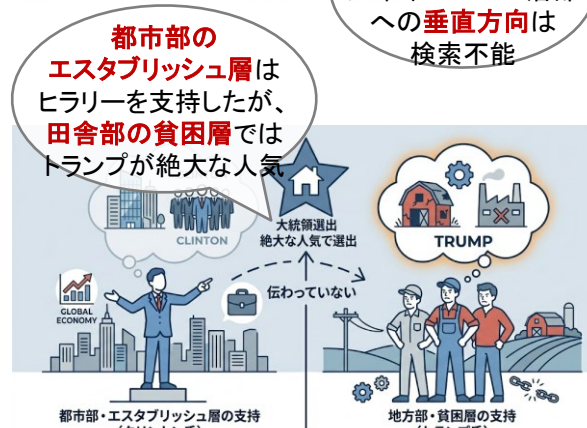 への垂直方向は
検索不能
都市部の
エスタブリッシュ層は
ヒラリーを支持したが、
田舎部の貧困層では
トランプが絶大な人気
CLINTON
大統領選出
絶大な人気で選出
TRUMP
GLOBAL
ECONOMY
伝わっていない
都市部・エスタブリッシュ層の支持
地方部・貧困層の支持